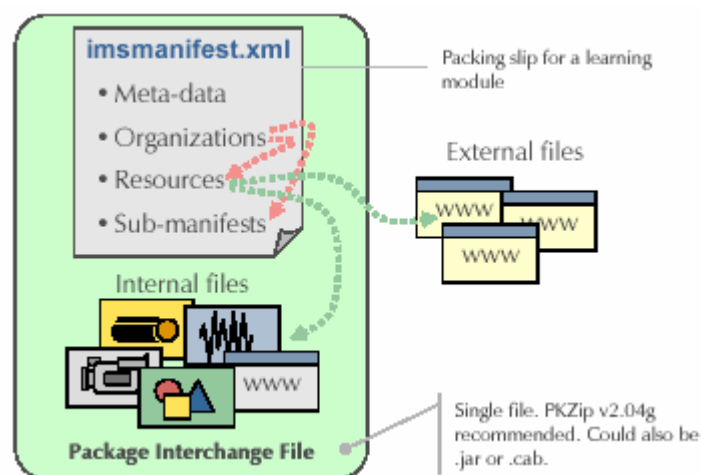 imsmanifest.xml
• Meta-data
• Organizations
• Resources
• Sub-manifests
Packing slip for a learning
module
External files
WWW
WWW
WWW
Internal files
WWW
Package Interchange File
Single file. PKZip v2.04g
recommended. Could also be
.jar or .cab.